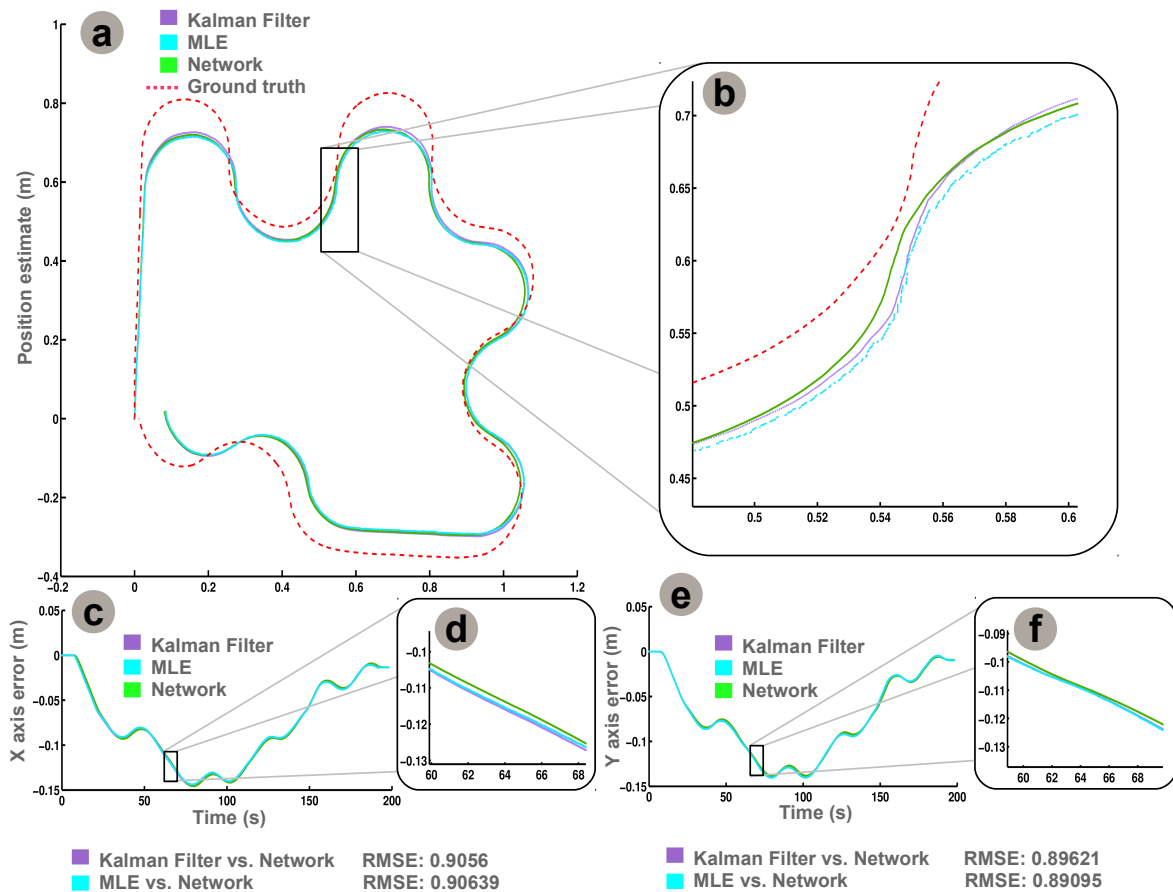 a
Kalman Filter
MLE
Network
Ground truth
Position estimate (m)
1
0.8
0.6
0.4
0.2
0
−0.2
−0.4
−0.2
0
0.2
0.4
0.6
0.8
1
1.2
b
0.7
0.65
0.6
0.55
0.5
0.45
0.5
0.52
0.54
0.56
0.58
0.6
c
Kalman Filter
MLE
Network
X axis error (m)
0.05
0
−0.05
−0.1
−0.15
0
50
100
150
200
Time (s)
d
−0.1
−0.11
−0.12
−0.13
60
62
64
66
68
e
Kalman Filter
MLE
Network
Y axis error (m)
0.05
0
−0.05
−0.1
−0.15
0
50
100
150
200
Time (s)
f
−0.09
−0.1
−0.11
−0.12
−0.13
60
62
64
66
68
Kalman Filter vs. Network RMSE: 0.9056
MLE vs. Network RMSE: 0.90639
Kalman Filter vs. Network RMSE: 0.89621
MLE vs. Network RMSE: 0.89095